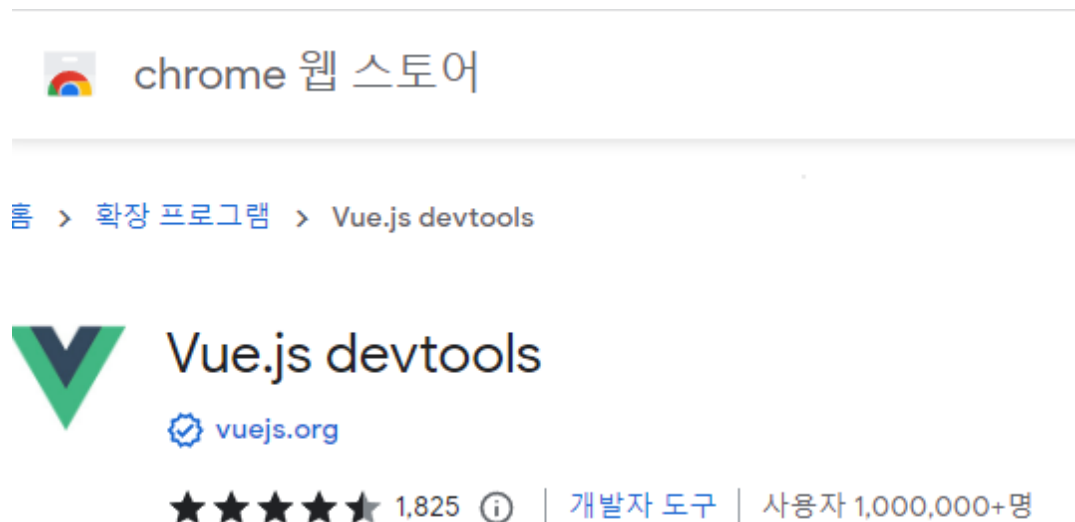 chrome 웹 스토어
홈 > 확장 프로그램 > Vue.js devtools
Vue.js devtools
vuejs.org
1,825 | 개발자 도구 | 사용자 1,000,000+명